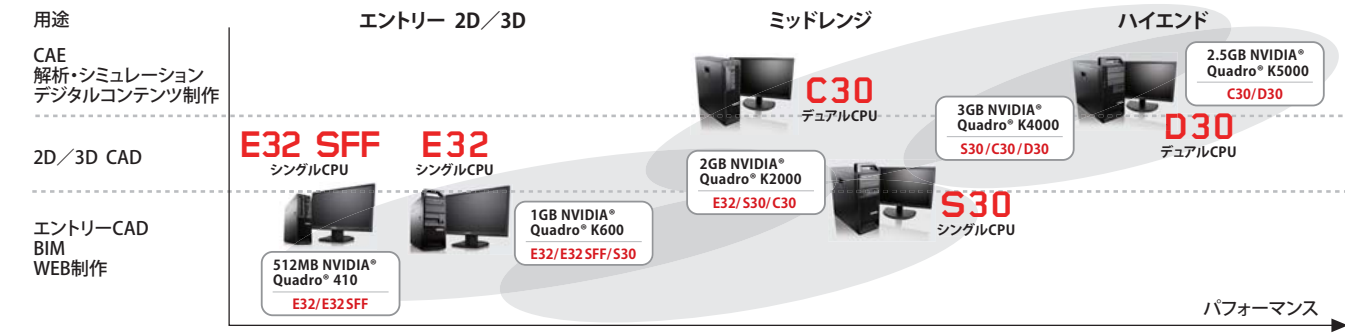 用途
エントリー 2D／3D
ミッドレンジ
ハイエンド
CAE
解析・シミュレーション
デジタルコンテンツ制作
2D／3D CAD
エントリーCAD
BIM
WEB制作
E32 SFF
シングルCPU
E32
シングルCPU
C30
デュアルCPU
S30
シングルCPU
D30
デュアルCPU
512MB NVIDIA®
Quadro® 410
E32/E32SFF
1GB NVIDIA®
Quadro® K600
E32/E32SFF/S30
2GB NVIDIA®
Quadro® K2000
E32/S30/C30
3GB NVIDIA®
Quadro® K4000
S30/C30/D30
2.5GB NVIDIA®
Quadro® K5000
C30/D30
パフォーマンス